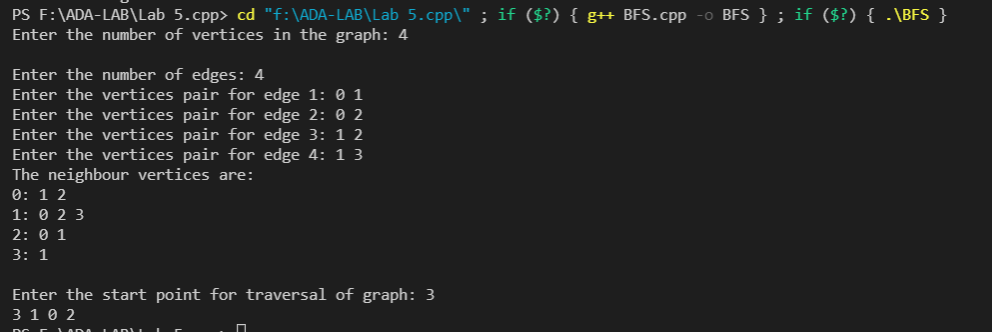 PS F:\ADA-LAB\Lab 5.cpp> cd "f:\ADA-LAB\Lab 5.cpp\" ; if ($?) { g++ BFS.cpp -o BFS } ; if ($?) { .\BFS }
Enter the number of vertices in the graph: 4
Enter the number of edges: 4
Enter the vertices pair for edge 1: 0 1
Enter the vertices pair for edge 2: 0 2
Enter the vertices pair for edge 3: 1 2
Enter the vertices pair for edge 4: 1 3
The neighbour vertices are:
0: 1 2
1: 0 2 3
2: 0 1
3: 1
Enter the start point for traversal of graph: 3
3 1 0 2